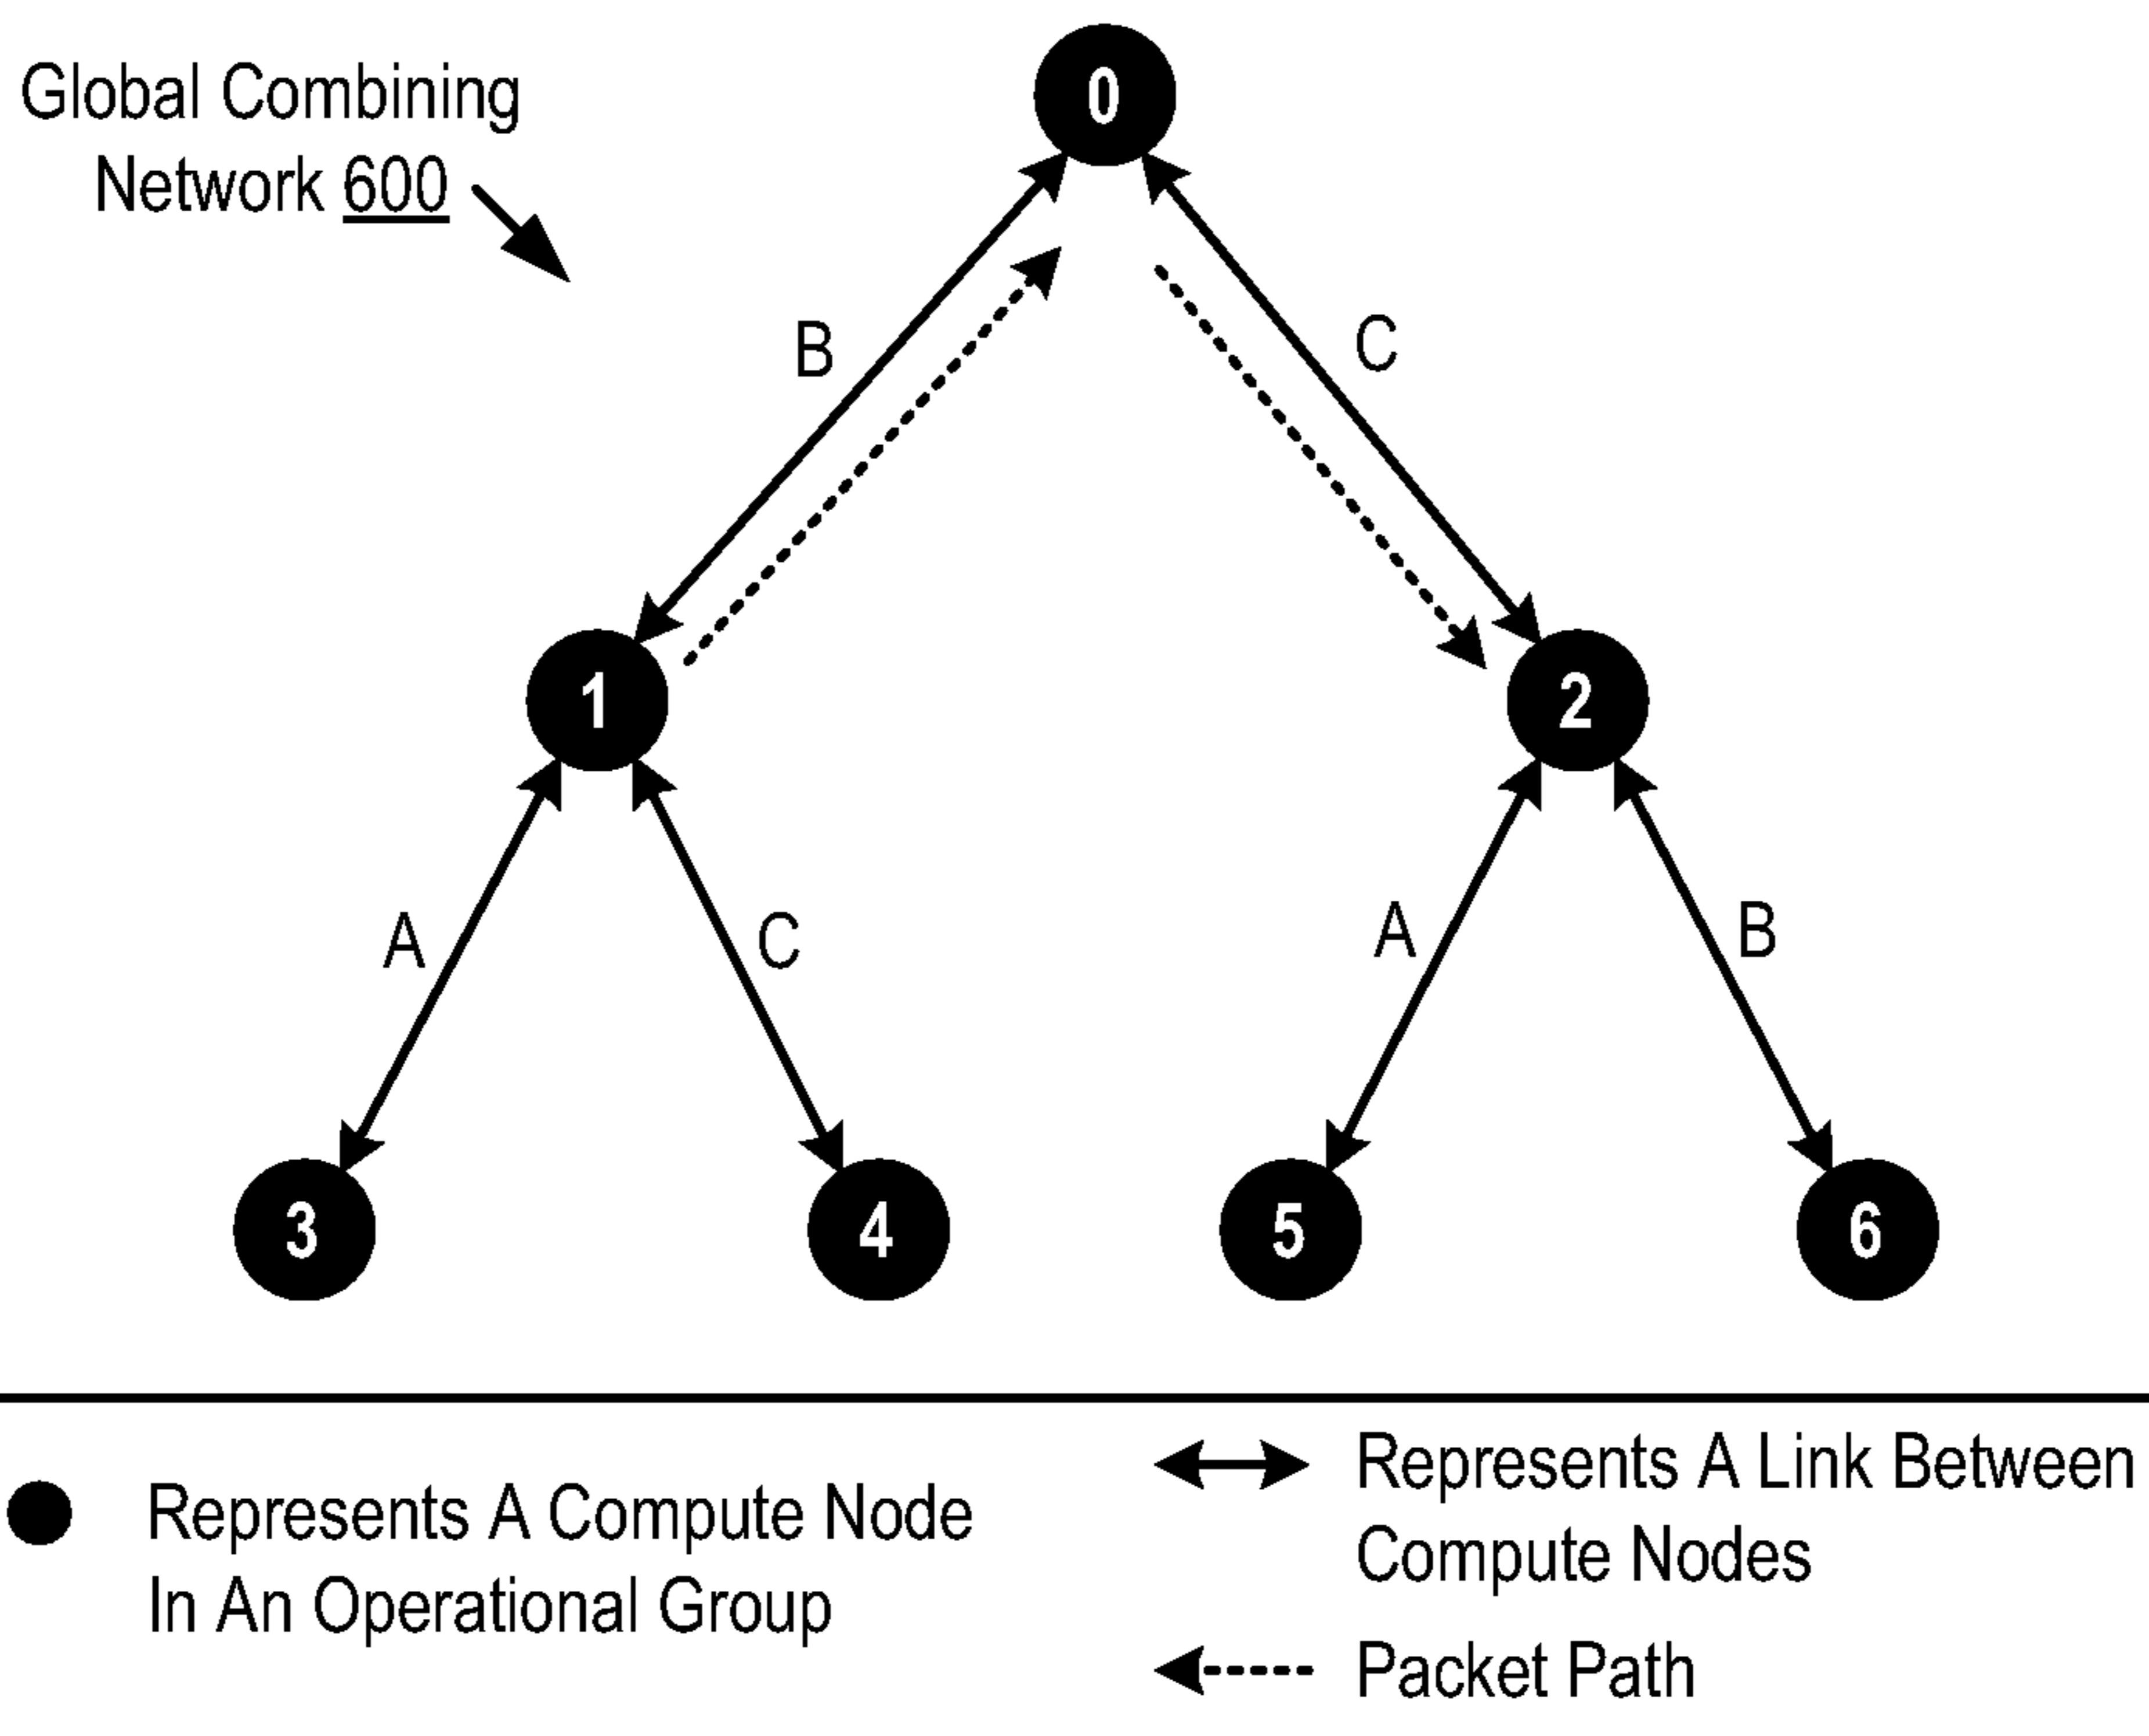 0
Global Combining
Network 600
B
C
1
2
A
C
A
B
3
4
5
6
Represents A Compute Node
In An Operational Group
Represents A Link Between
Compute Nodes
Packet Path